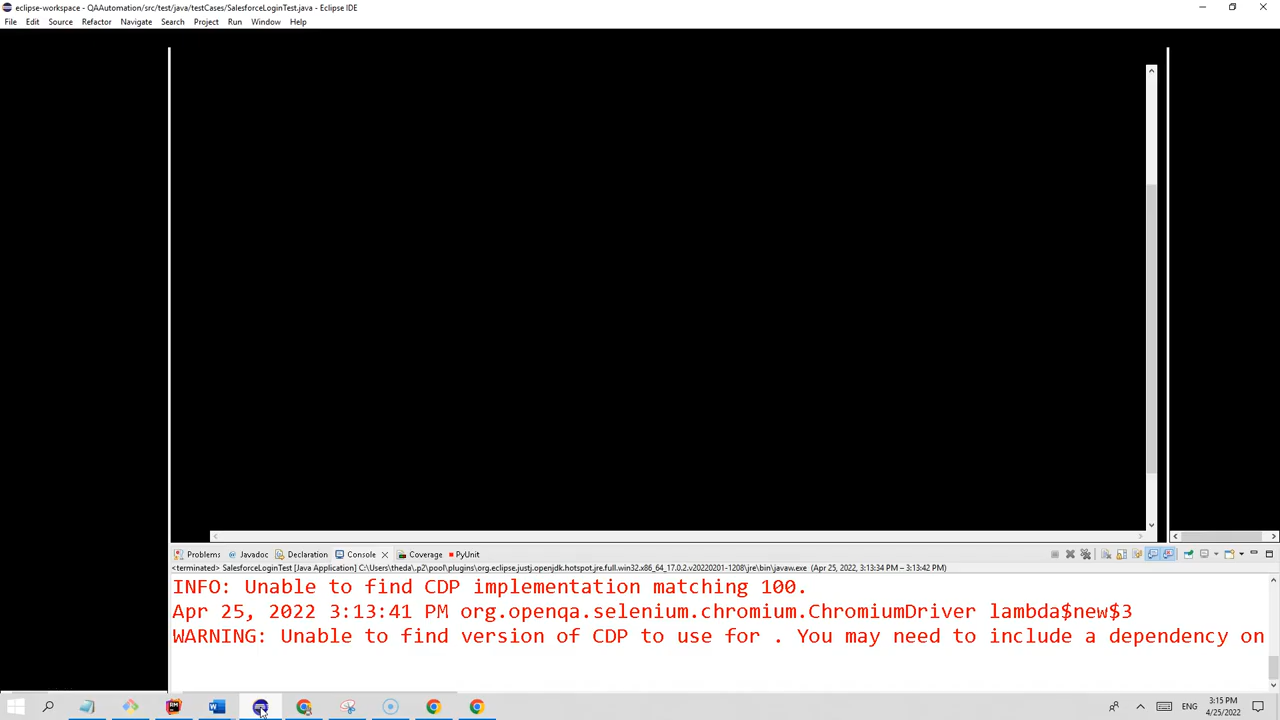 eclipse-workspace - QAAutomation/src/test/java/testCases/SalesforceLoginTest.java - Eclipse IDE
File Edit Source Refactor Navigate Search Project Run Window Help
Problems Javadoc Declaration Console Coverage PyUnit
<terminated> SalesforceLoginTest [Java Application] C:\Users\theda\.p2\pool\plugins\org.eclipse.justj.openjdk.hotspot.jre.full.win32.x86_64_17.0.2.v20220201-1208\jre\bin\javaw.exe (Apr 25, 2022, 3:13:34 PM – 3:13:42 PM)
INFO: Unable to find CDP implementation matching 100.
Apr 25, 2022 3:13:41 PM org.openqa.selenium.chromium.ChromiumDriver lambda$new$3
WARNING: Unable to find version of CDP to use for . You may need to include a dependency on
ENG
3:15 PM
4/25/2022